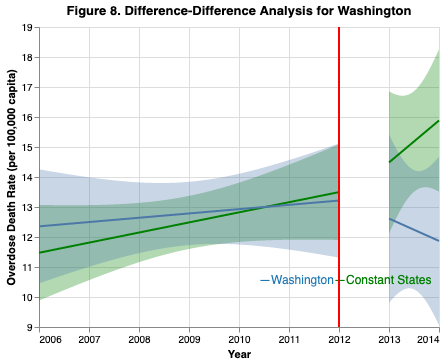 Figure 8. Difference-Difference Analysis for Washington
Overdose Death Rate (per 100,000 capita)
19
18
17
16
15
14
13
12
11
10
9
Washington
Constant States
2006 2007 2008 2009 2010 2011 2012 2013 2014
Year